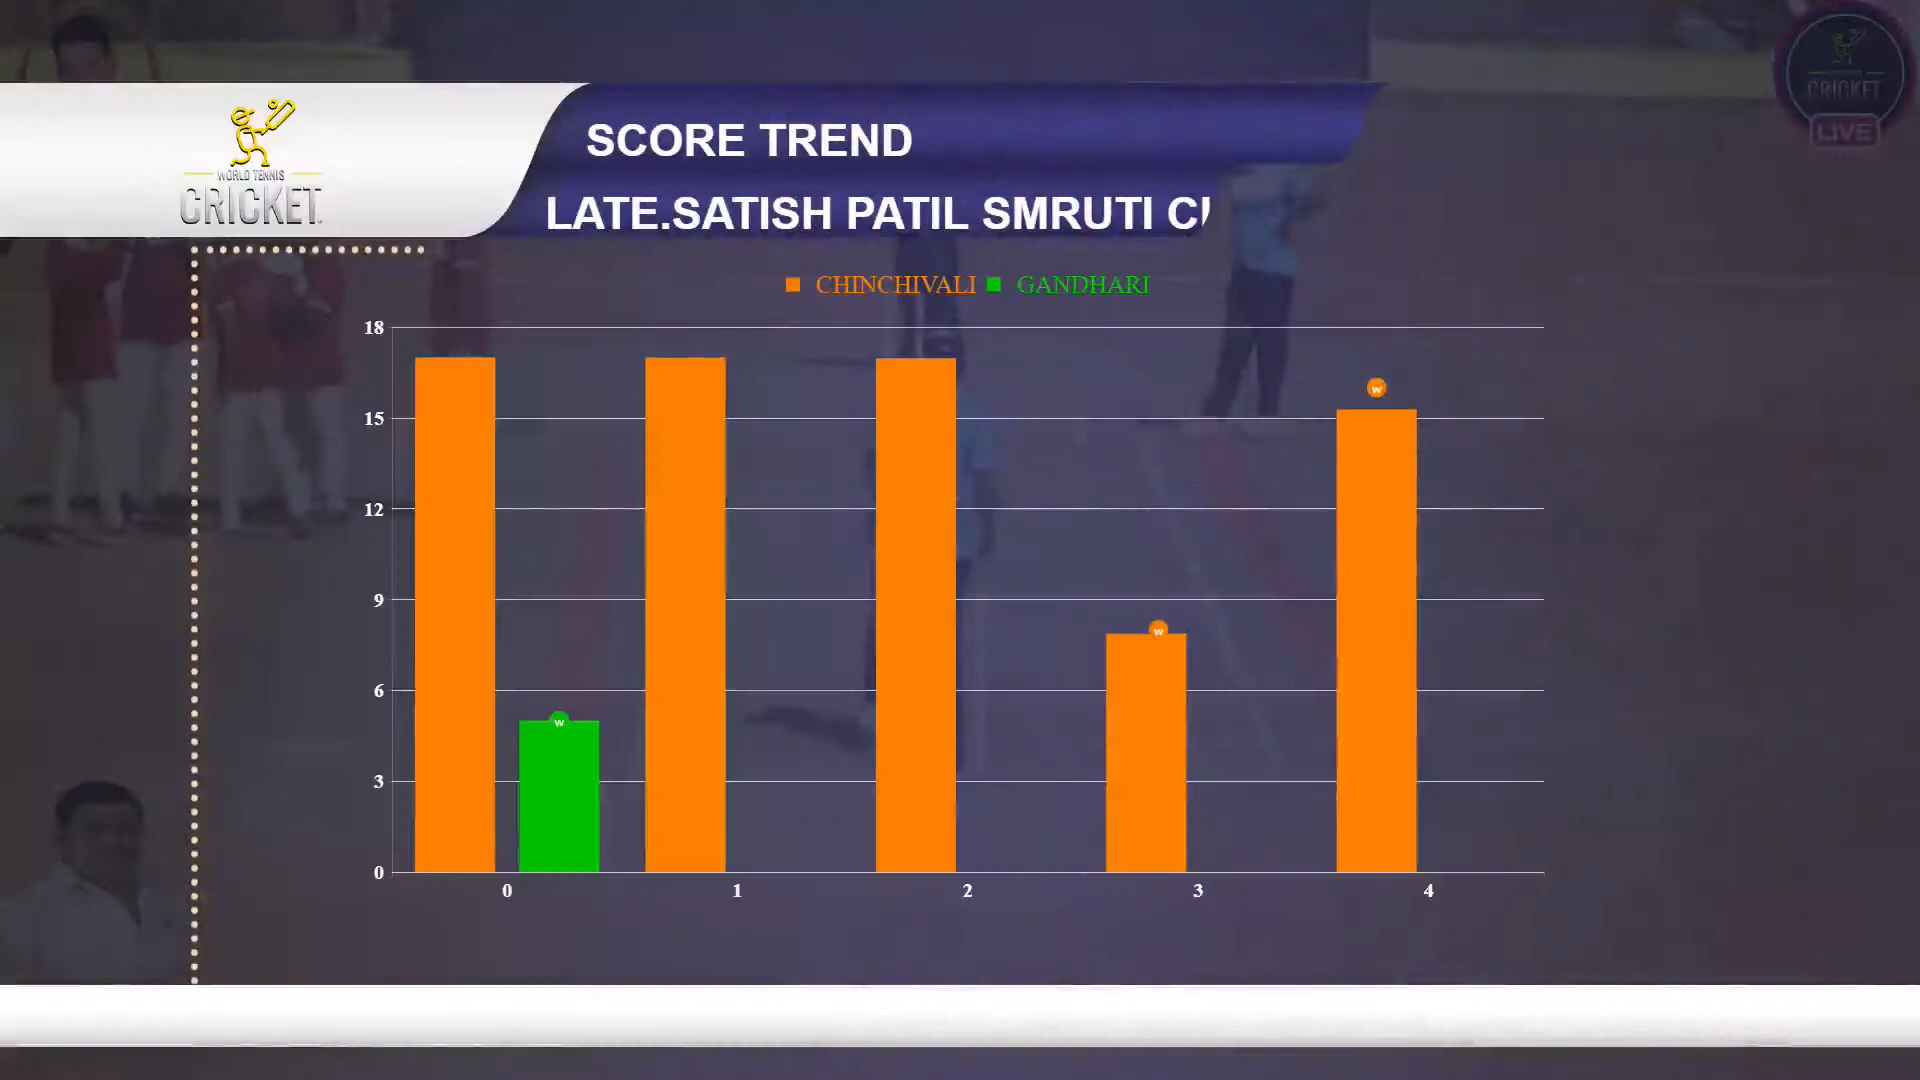 SCORE TREND
WORLD TENNIS
CRICKET
LATE.SATISH PATIL SMRUTI
CRICKET
LIVE
CHINCHIVALI GANDHARI
18
15
12
9
6
3
0
W
W
W
0 1 2 3 4